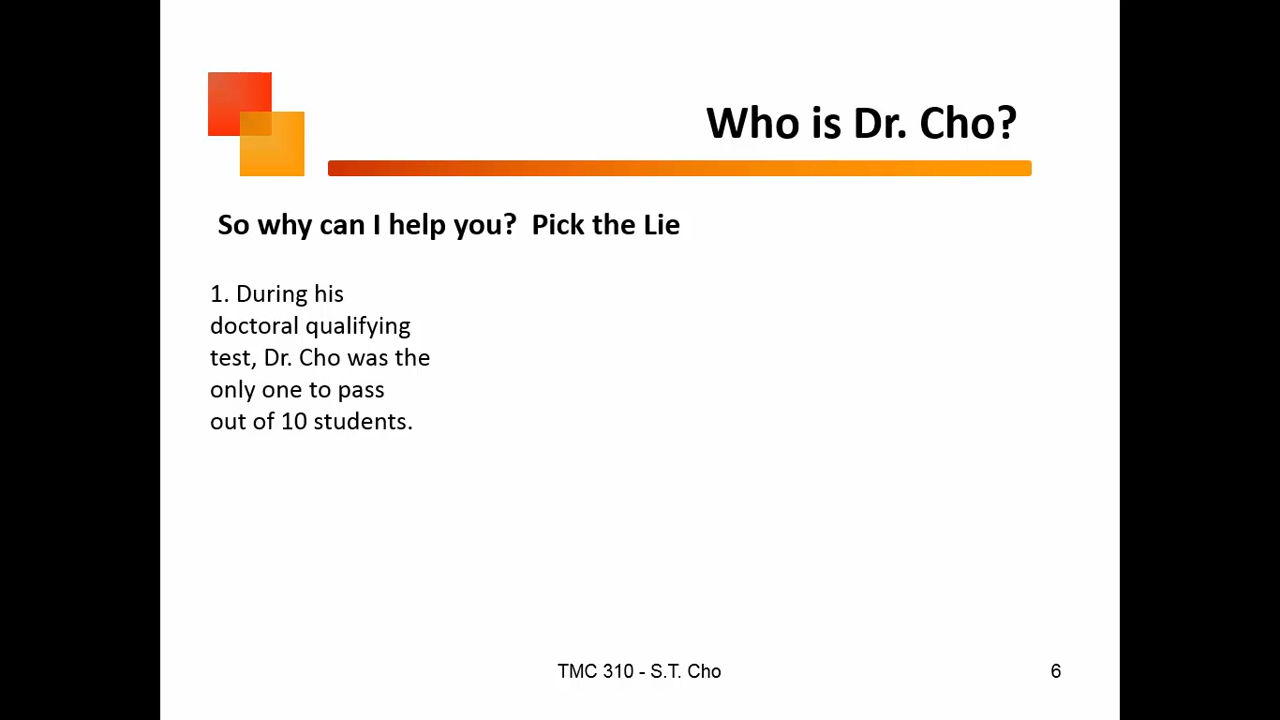 Who is Dr. Cho?
So why can I help you?  Pick the Lie
1. During his
doctoral qualifying
test, Dr. Cho was the
only one to pass
out of 10 students.
TMC 310 - S.T. Cho
6